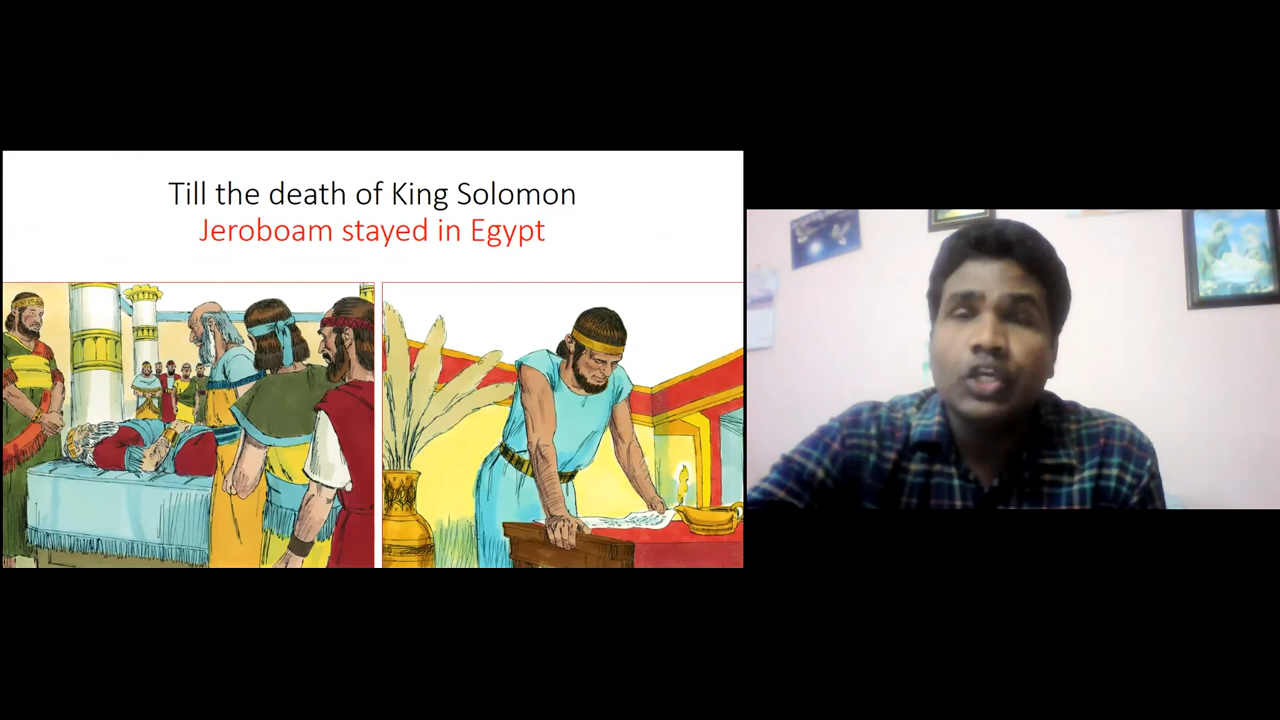 Till the death of King Solomon
Jeroboam stayed in Egypt